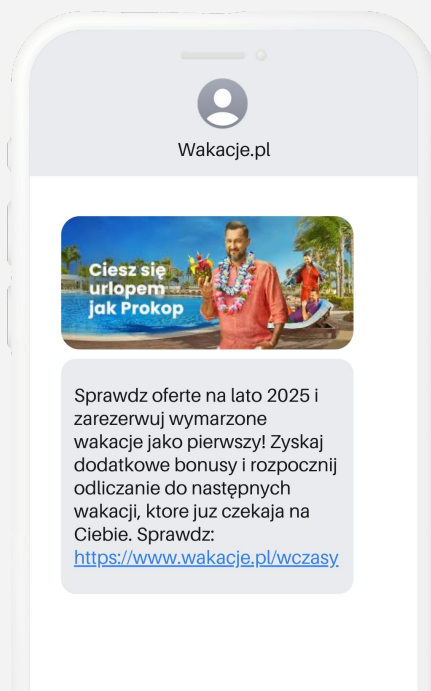 Wakacje.pl
Ciesz się
urlopem
jak Prokop
Sprawdz oferte na lato 2025 i
zarezerwuj wymarzone
wakacje jako pierwszy! Zyskaj
dodatkowe bonusy i rozpocznij
odliczanie do następnych
wakacji, ktore juz czekaja na
Ciebie. Sprawdz:
https://www.wakacje.pl/wczasy